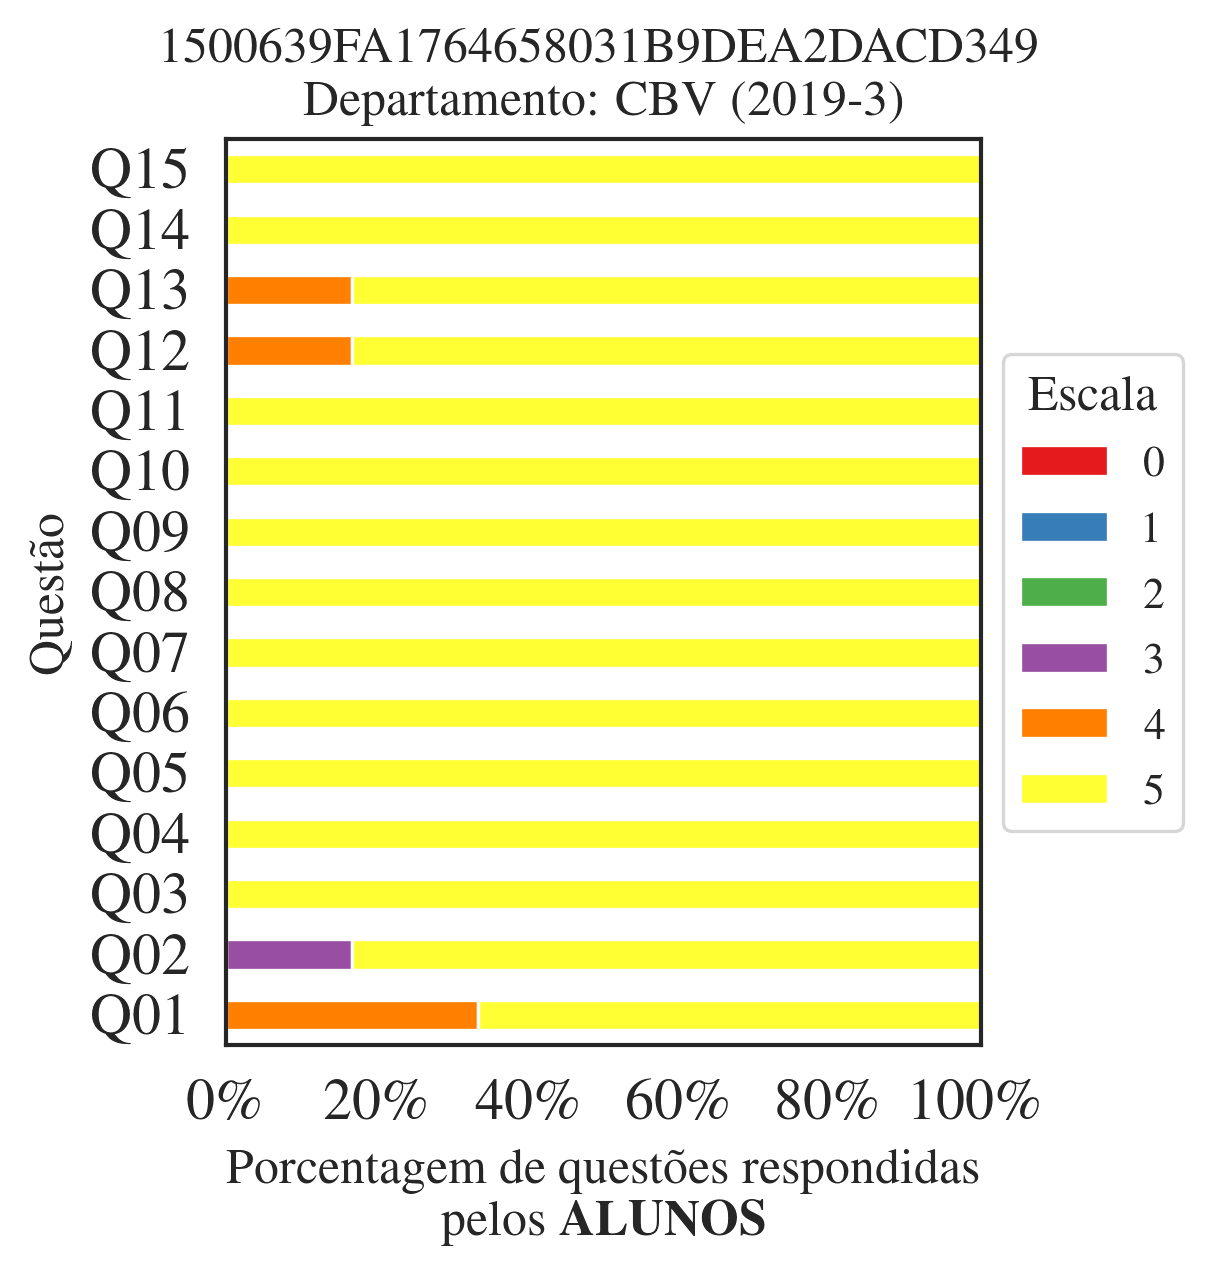 1500639FA1764658031B9DEA2DACD349
Departamento: CBV (2019-3)
Questão
Q15
Q14
Q13
Q12
Q11
Q10
Q09
Q08
Q07
Q06
Q05
Q04
Q03
Q02
Q01
0% 20% 40% 60% 80% 100%
Porcentagem de questões respondidas
pelos ALUNOS
Escala
0
1
2
3
4
5